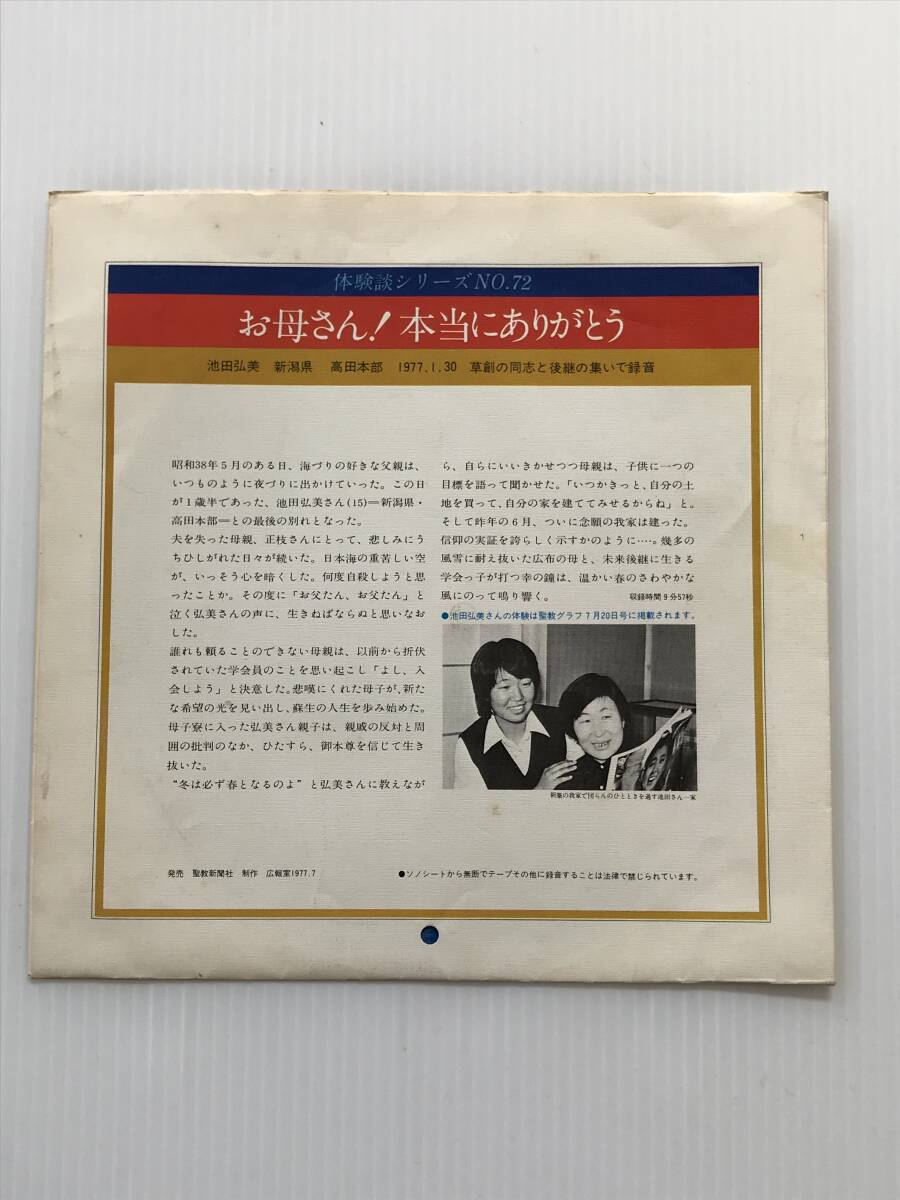 体験談シリーズNO.72
お母さん!本当にありがとう
池田弘美 新潟県 高田本部 1977.1.30 草創の同志と後継の集いで録音
昭和38年5月のある日、海づりの好きな父親は、
いつものように夜づりに出かけていった。この日
が1歳半であった、池田弘美さん(15)＝新潟県・
高田本部＝との最後の別れとなった。
夫を失った母親、正枝さんにとって、悲しみにう
ちひしがれた日々が続いた。日本海の重苦しい空
が、いっそう心を暗くした。何度自殺しようと思
ったことか。その度に「お父たん、お父たん」と
泣く弘美さんの声に、生きねばならぬと思いなお
した。
誰れも頼ることのできない母親は、以前から折伏
されていた学会員のことを思い起こし「よし、入
会しよう」と決意した。悲嘆にくれた母子が、新た
な希望の光を見い出し、蘇生の人生を歩み始めた。
母子寮に入った弘美さん親子は、親戚の反対と周
囲の批判のなか、ひたすら、御本尊を信じて生き
抜いた。
“冬は必ず春となるのよ”と弘美さんに教えなが
ら、自らにいいきかせつつ母親は、子供に一つの
目標を語って聞かせた。「いつかきっと、自分の土
地を買って、自分の家を建ててみせるからね」と。
そして昨年の6月、ついに念願の我家は建った。
信仰の実証を誇らしく示すかのように‥‥。幾多の
風雪に耐え抜いた広布の母と、未来後継に生きる
学会っ子が打つ幸の鐘は、温かい春のさわやかな
風にのって鳴り響く。 収録時間9分57秒
●池田弘美さんの体験は聖教グラフ7月20日号に掲載されます。
新築の我家で団らんのひとときを過す池田さん一家
発売 聖教新聞社 制作 広報室1977.7
●ソノシートから無断でテープその他に録音することは法律で禁じられています。